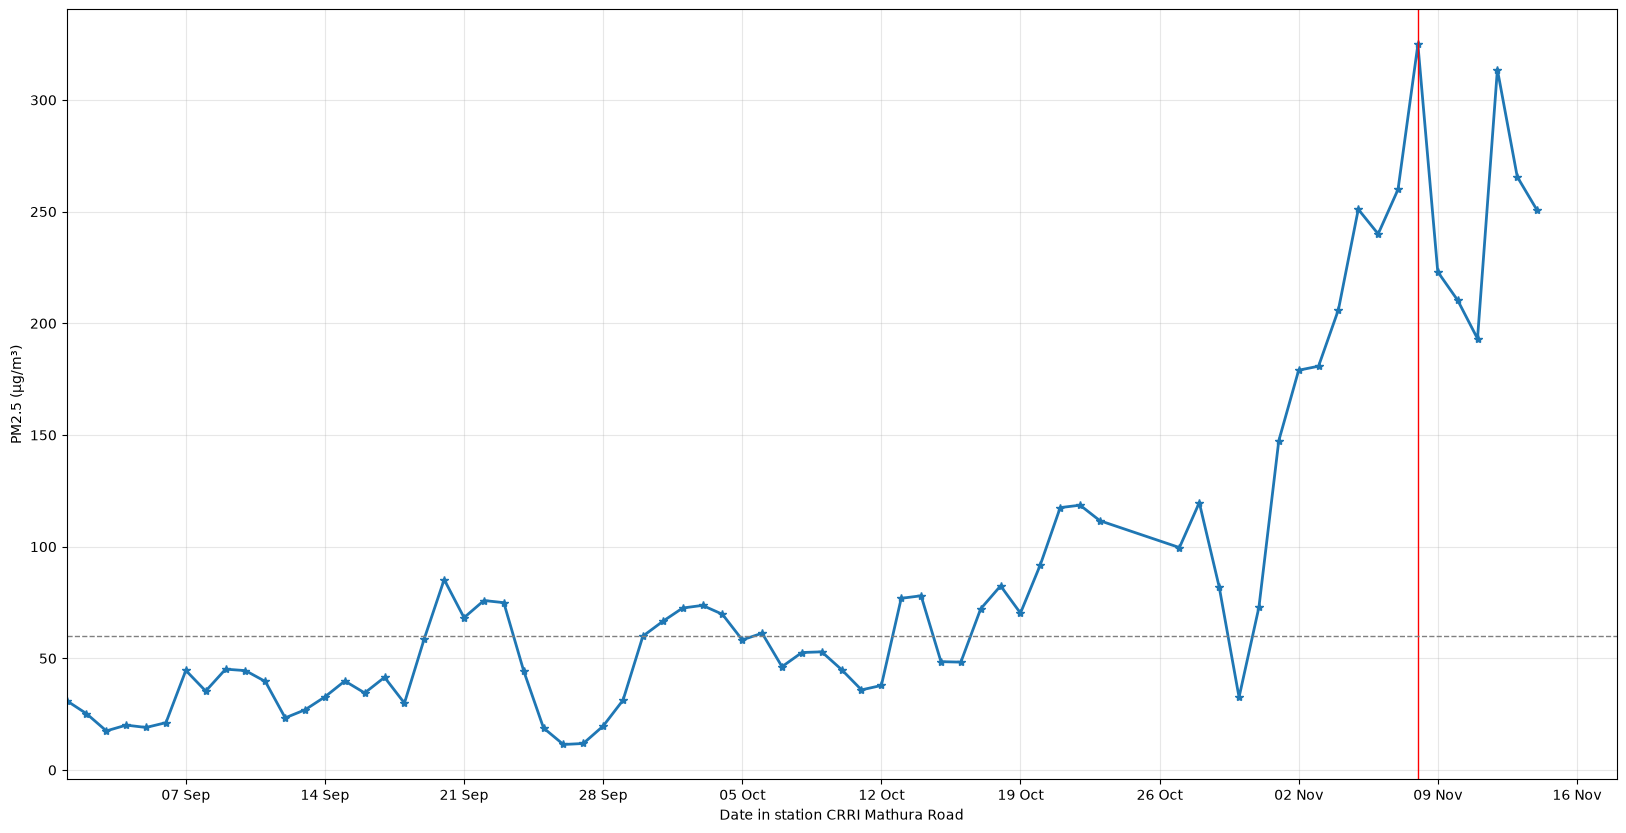 300
250
200
150
100
50
0
PM2.5 (µg/m³)
07 Sep
14 Sep
21 Sep
28 Sep
05 Oct
12 Oct
19 Oct
26 Oct
02 Nov
09 Nov
16 Nov
Date in station CRRI Mathura Road